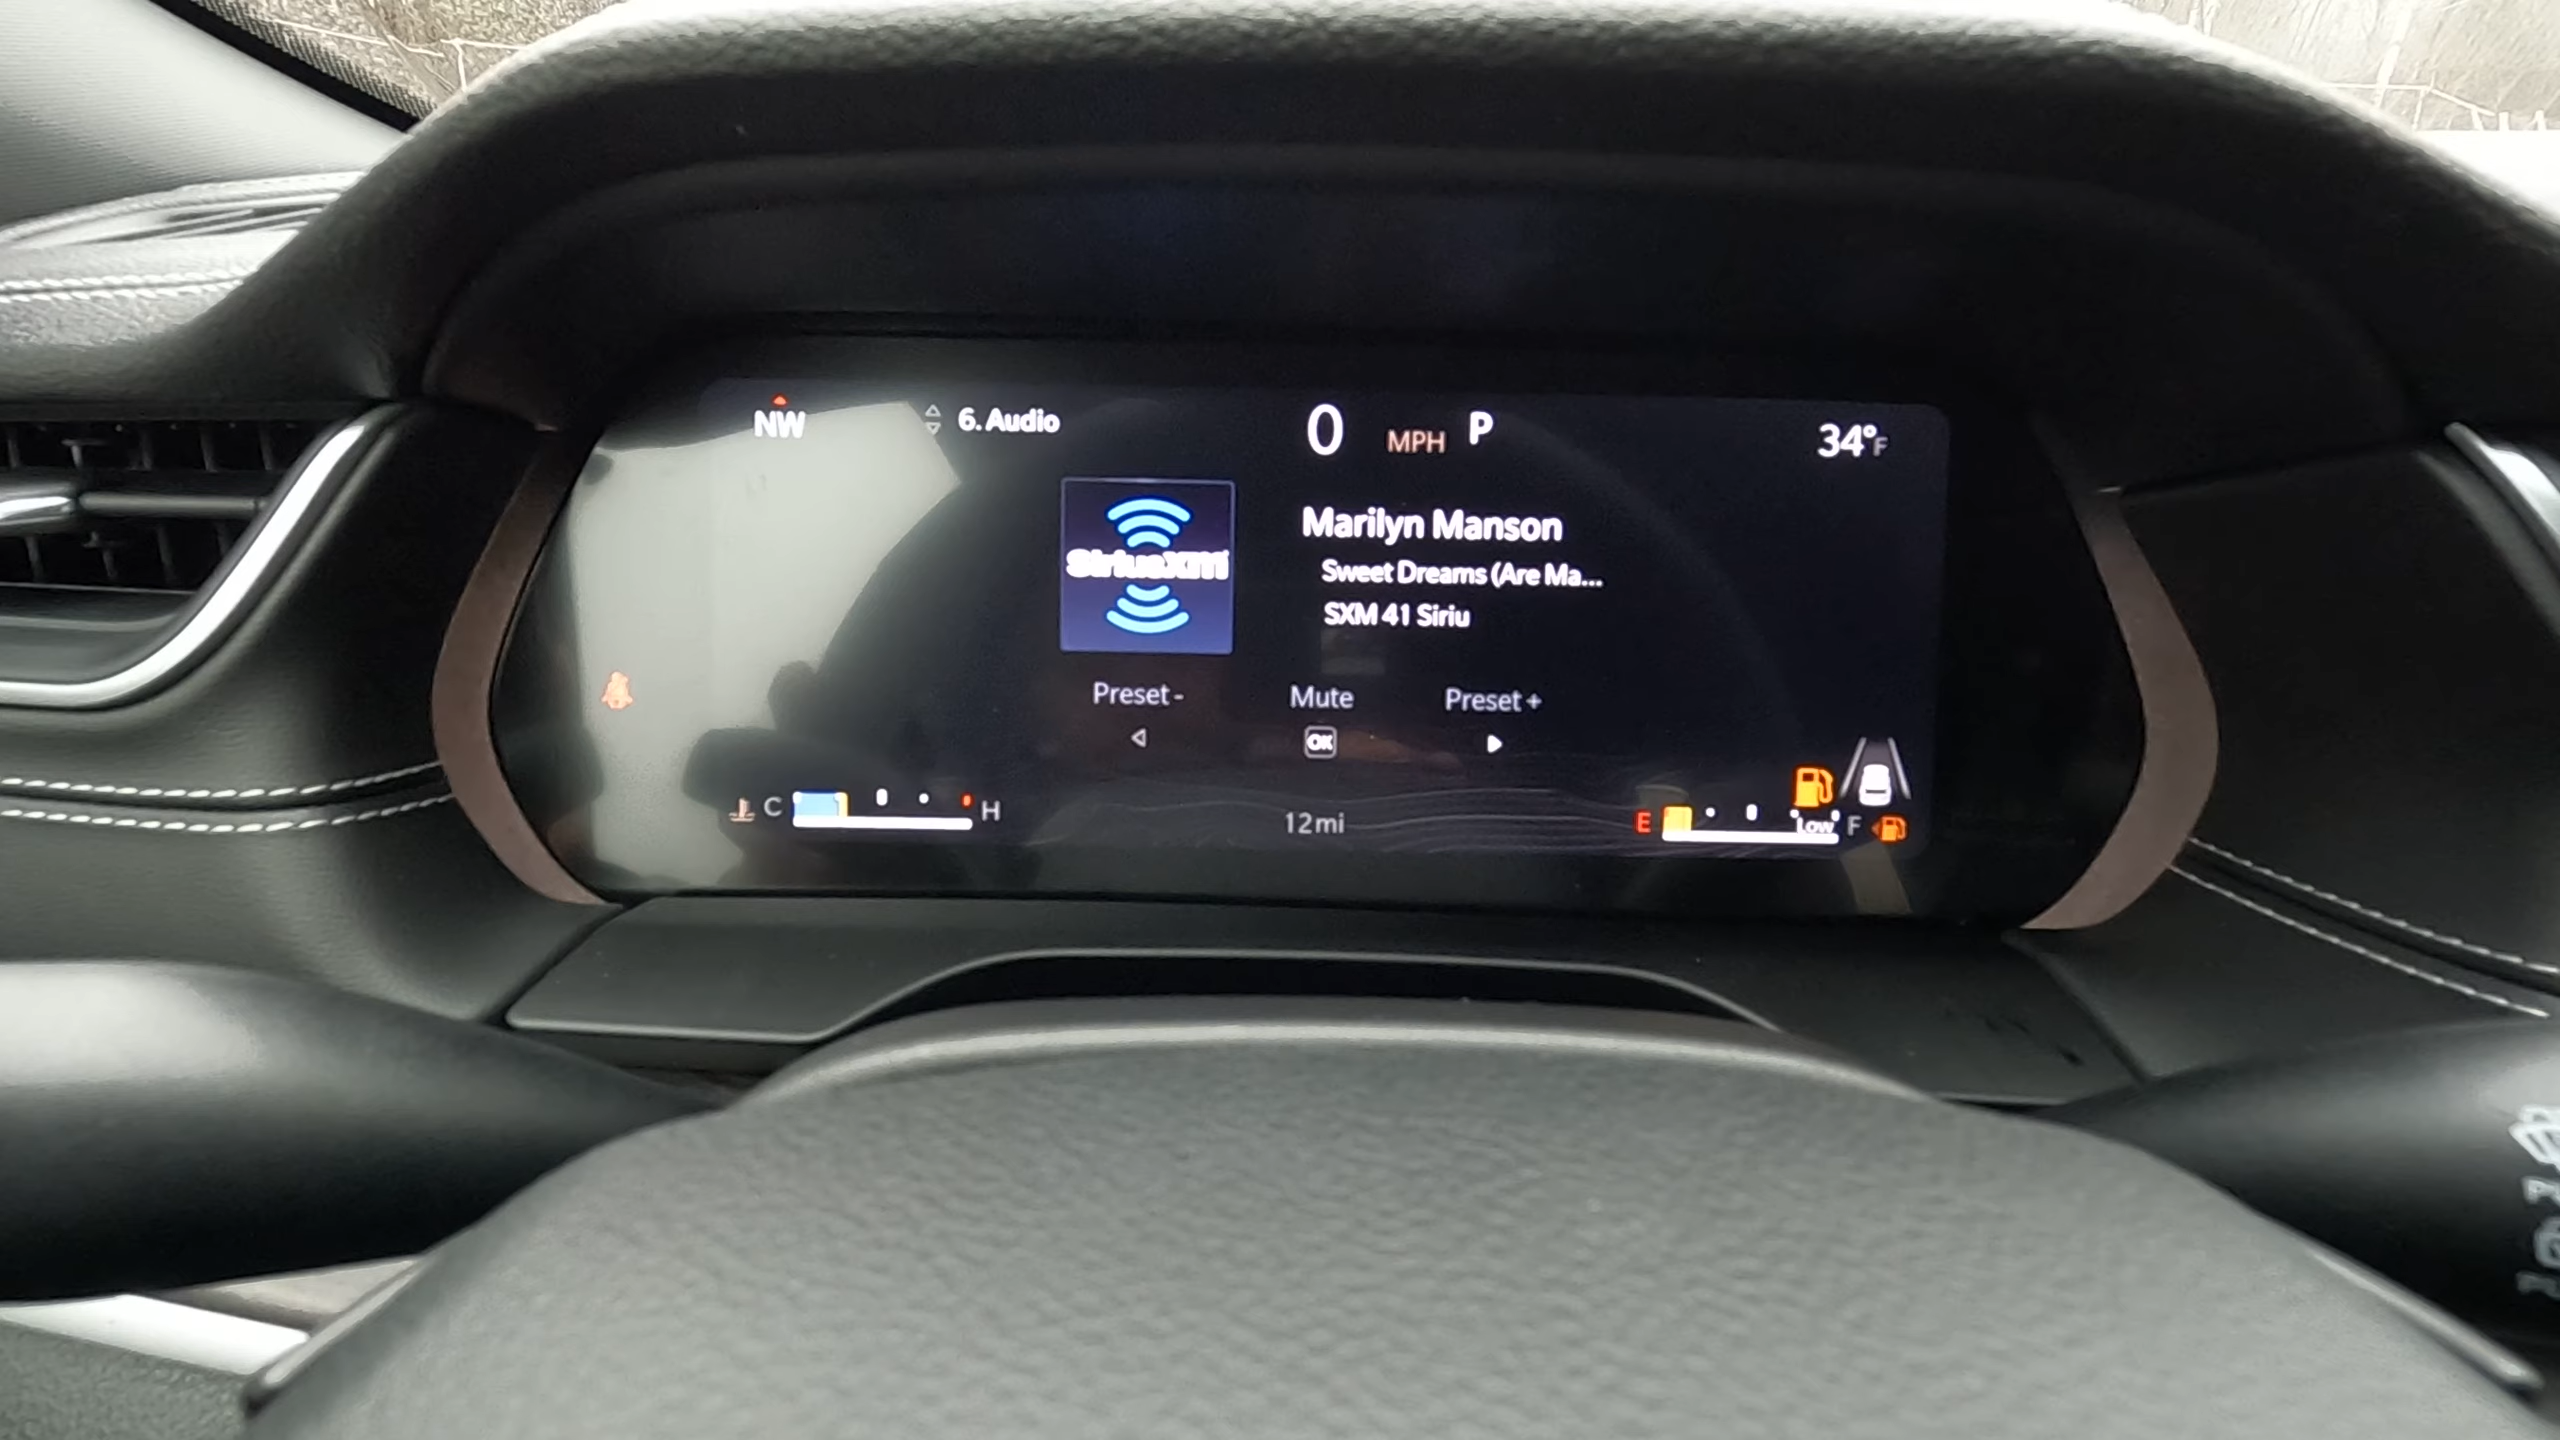 NW
6. Audio
0 MPH P
34°F
SiriusXM
Marilyn Manson
Sweet Dreams (Are Ma...
SXM 41 Siriu
Preset -
Mute
Preset +
OK
C
H
12mi
E
Low
F